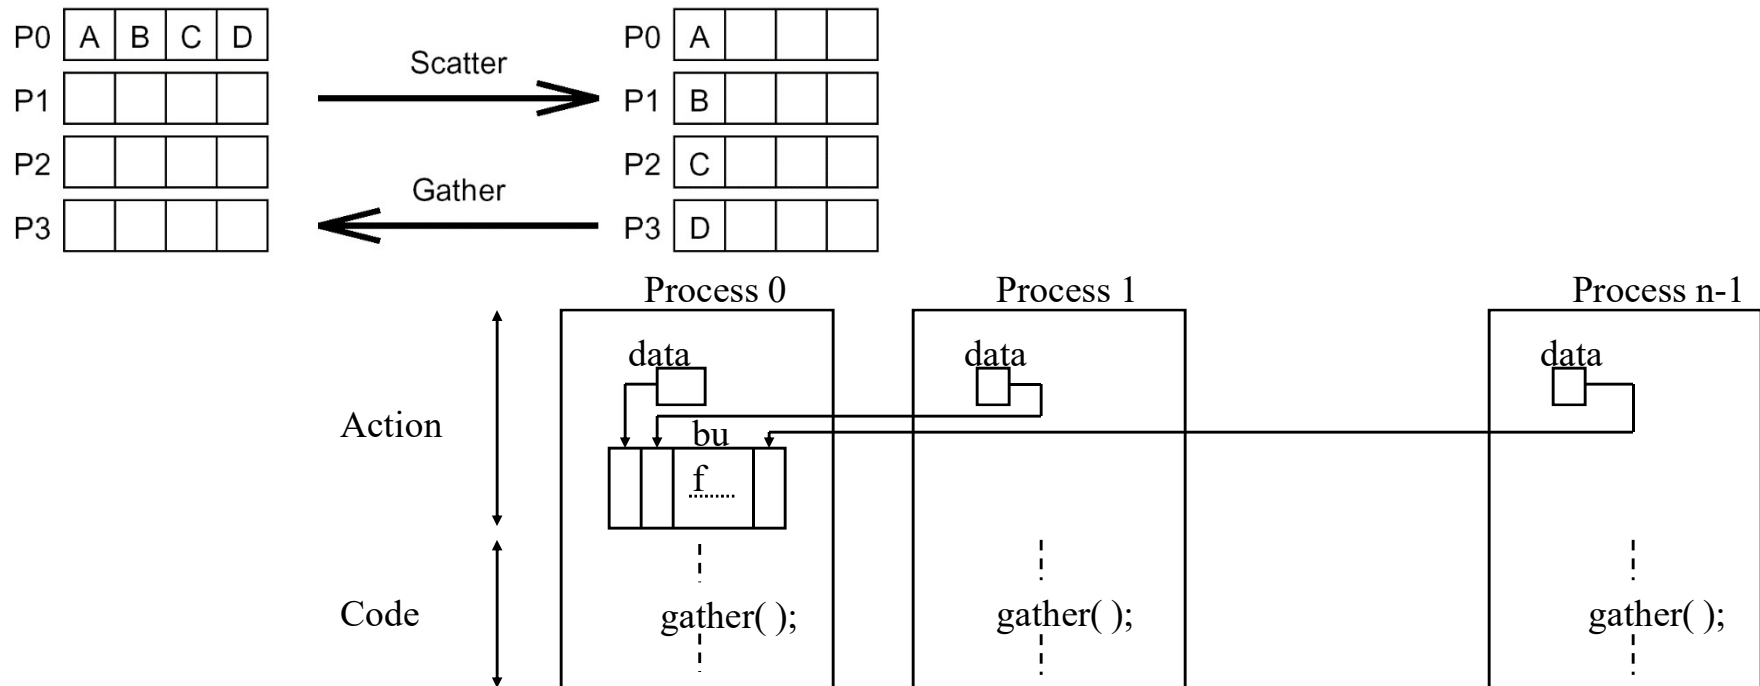 P0 A B C D P0 A
Scatter
P1 P1 B
P2 P2 C
Gather
P3 P3 D
Process 0 Process 1 Process n-1
data data data
Action
bu
f
Code
gather( ); gather( ); gather( );